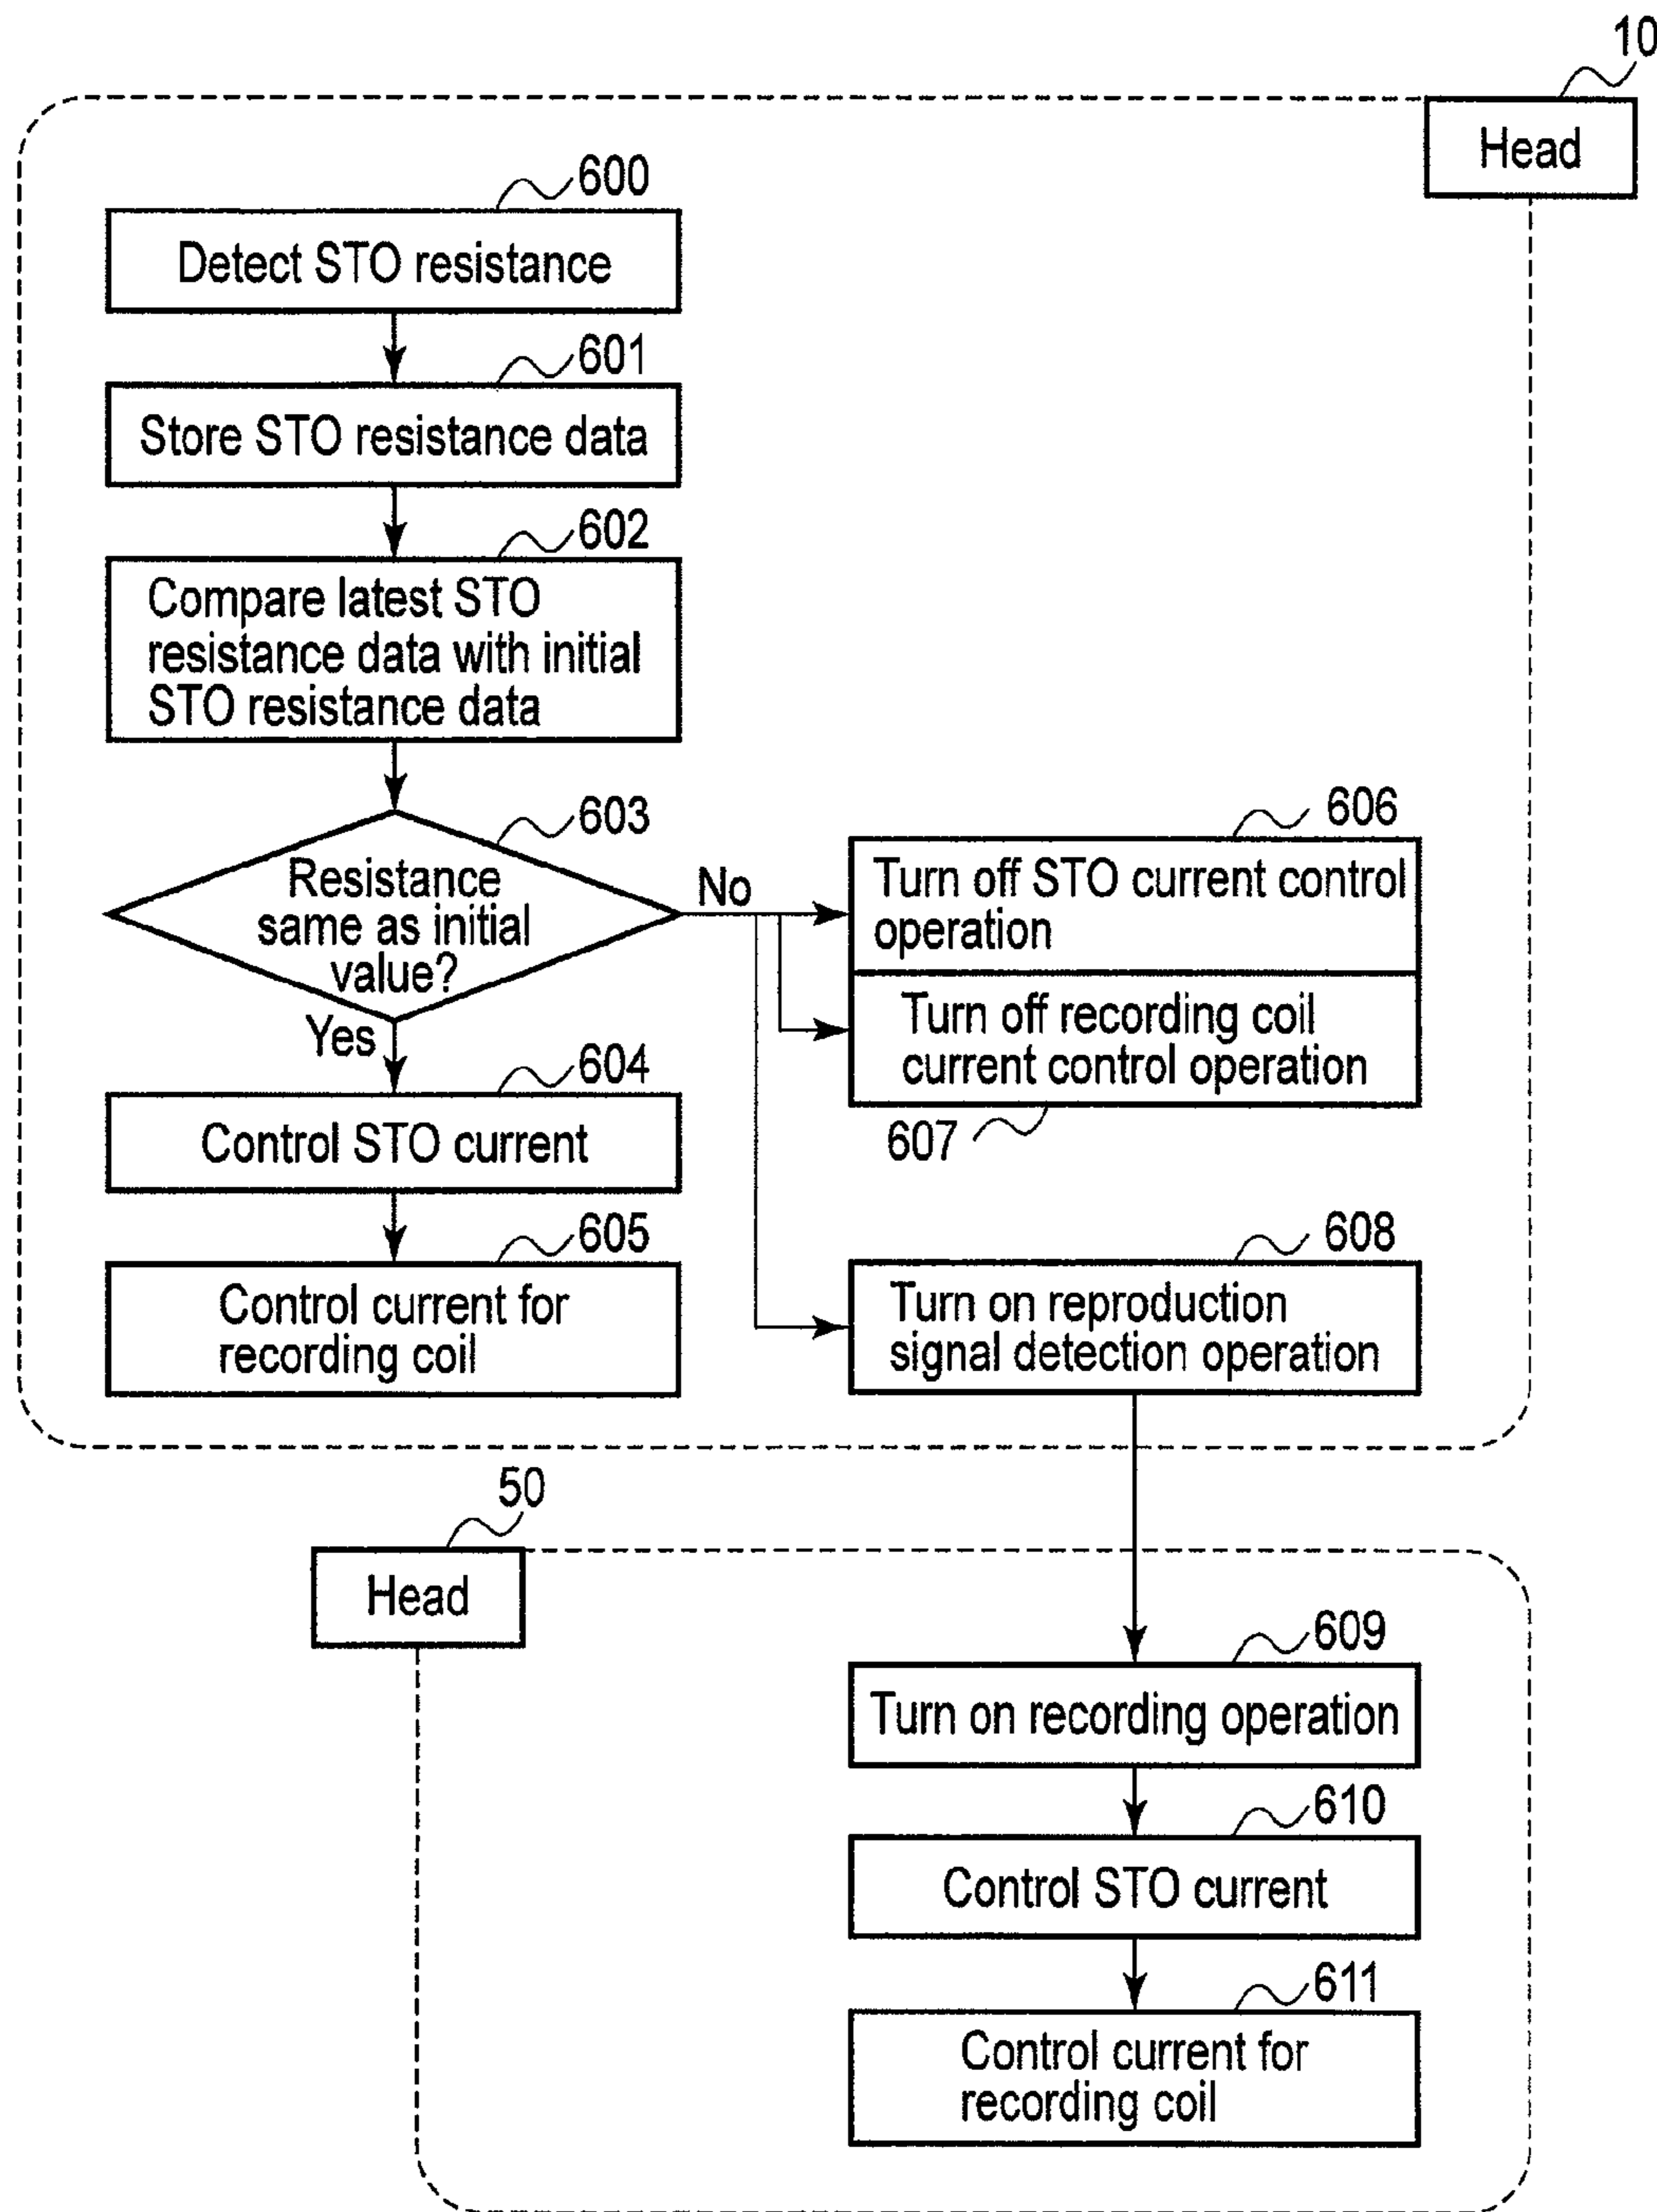 10
Head
600
Detect STO resistance
601
Store STO resistance data
602
Compare latest STO
resistance data with initial
STO resistance data
603
Resistance
same as initial
value?
No
Yes
604
Control STO current
605
Control current for
recording coil
606
Turn off STO current control
operation
Turn off recording coil
current control operation
607
608
Turn on reproduction
signal detection operation
50
Head
609
Turn on recording operation
610
Control STO current
611
Control current for
recording coil